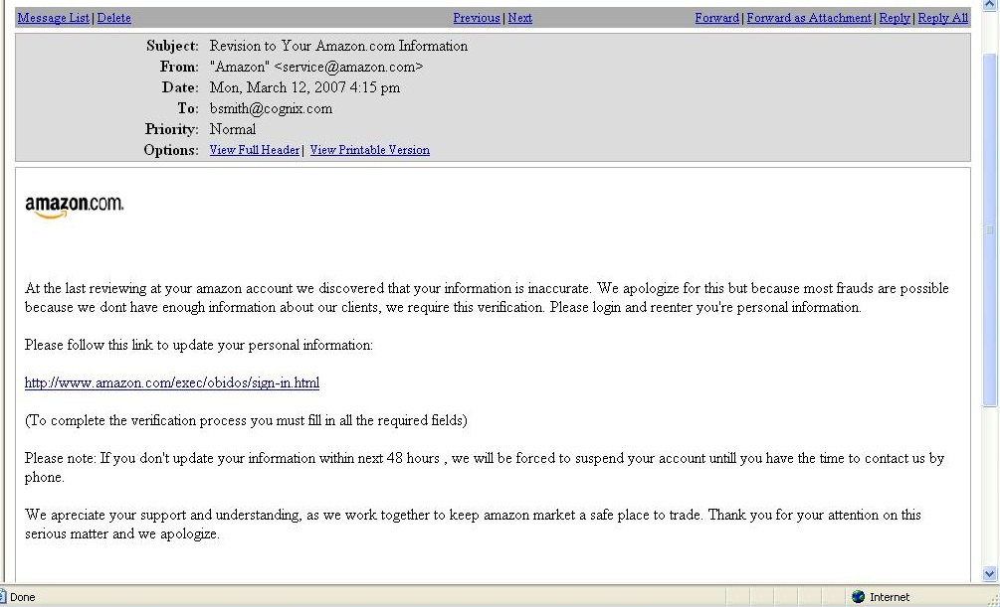 Message List | Delete Previous | Next Forward | Forward as Attachment | Reply | Reply All
Subject: Revision to Your Amazon.com Information
From: "Amazon" <service@amazon.com>
Date: Mon, March 12, 2007 4:15 pm
To: bsmith@cognix.com
Priority: Normal
Options: View Full Header | View Printable Version
amazon.com.
At the last reviewing at your amazon account we discovered that your information is inaccurate. We apologize for this but because most frauds are possible
because we dont have enough information about our clients, we require this verification. Please login and reenter you're personal information.
Please follow this link to update your personal information:
http://www.amazon.com/exec/obidos/sign-in.html
(To complete the verification process you must fill in all the required fields)
Please note: If you don't update your information within next 48 hours , we will be forced to suspend your account untill you have the time to contact us by
phone.
We apreciate your support and understanding, as we work together to keep amazon market a safe place to trade. Thank you for your attention on this
serious matter and we apologize.
Done Internet